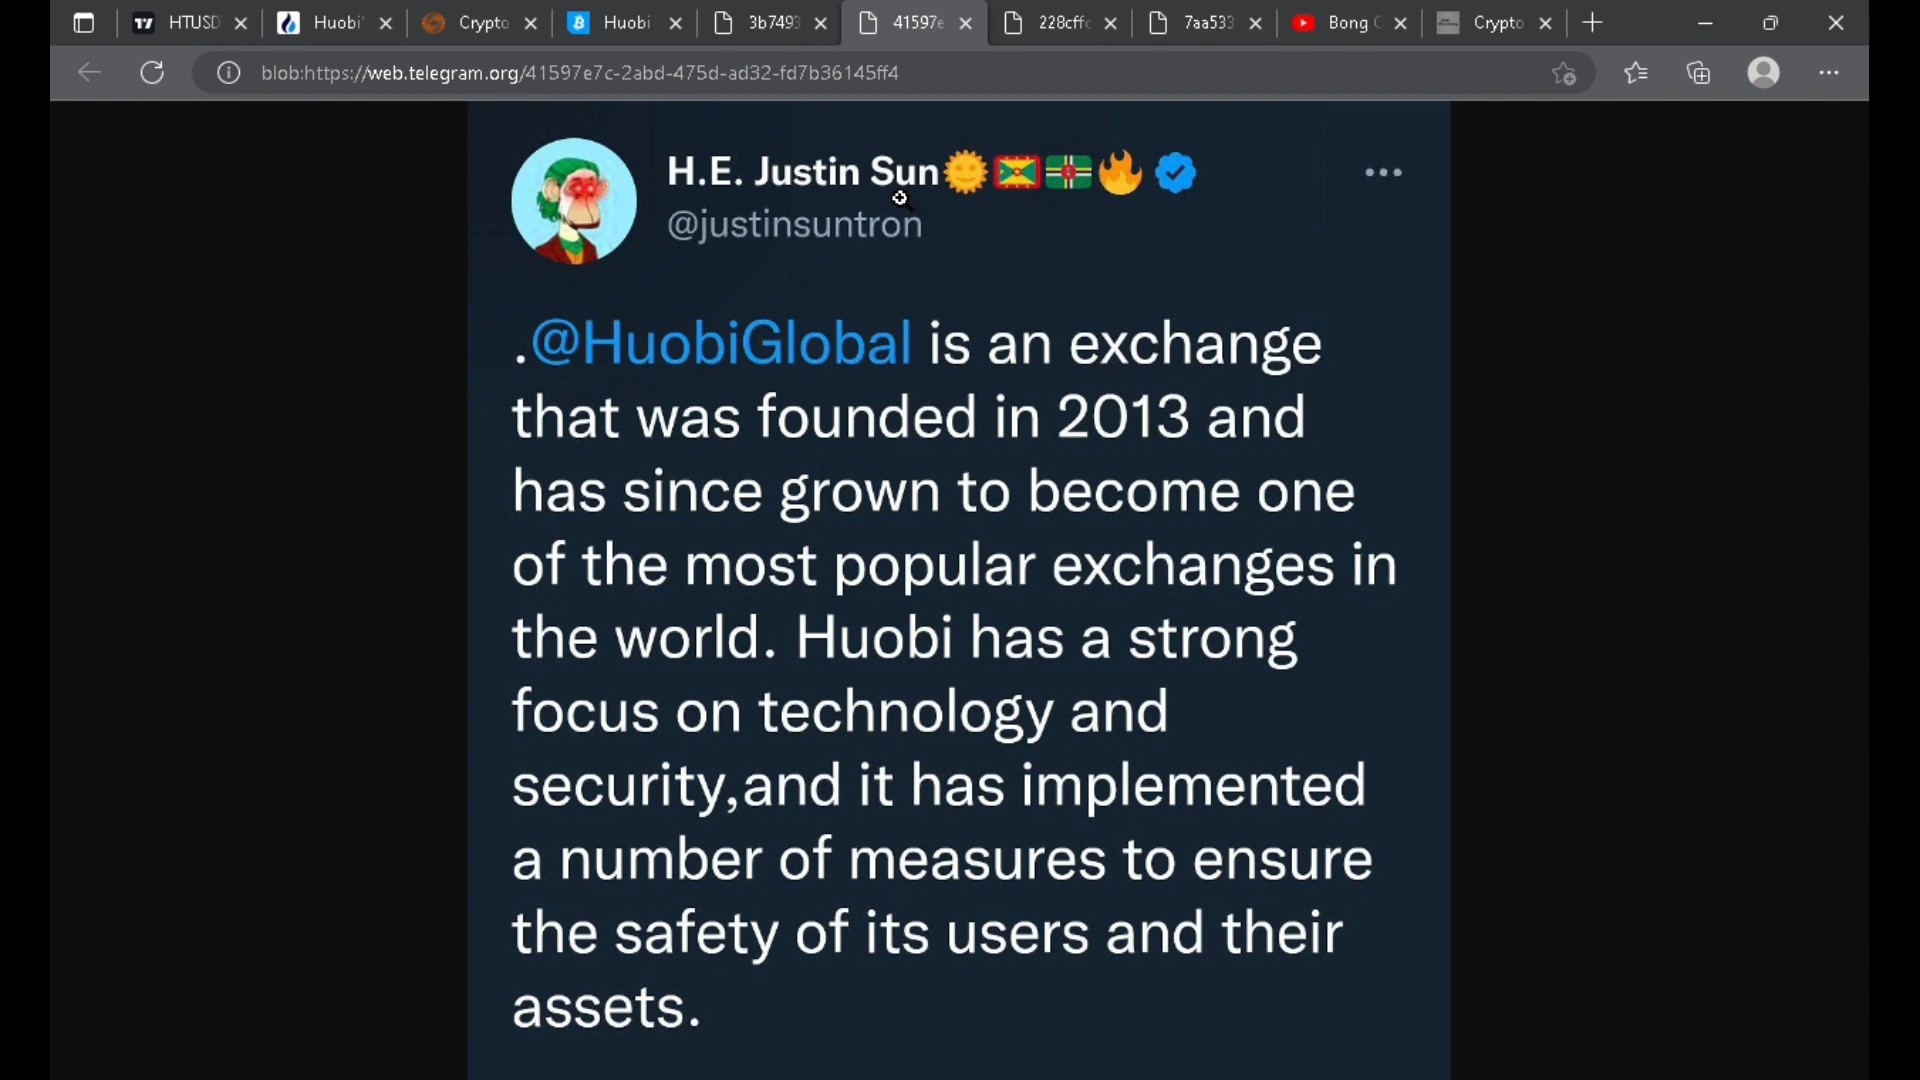 HTUSD
Huobi'
Crypto
Huobi
3b7493
41597e
228cffc
7aa533
Bong C
Crypto
blob:https://web.telegram.org/41597e7c-2abd-475d-ad32-fd7b36145ff4
H.E. Justin Sun
@justinsuntron
.@HuobiGlobal is an exchange
that was founded in 2013 and
has since grown to become one
of the most popular exchanges in
the world. Huobi has a strong
focus on technology and
security,and it has implemented
a number of measures to ensure
the safety of its users and their
assets.